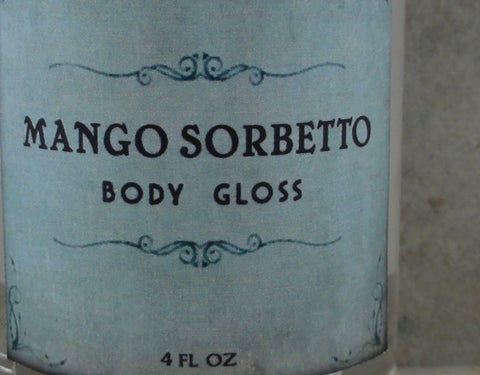 MANGO SORBETTO
BODY GLOSS
4 FL OZ